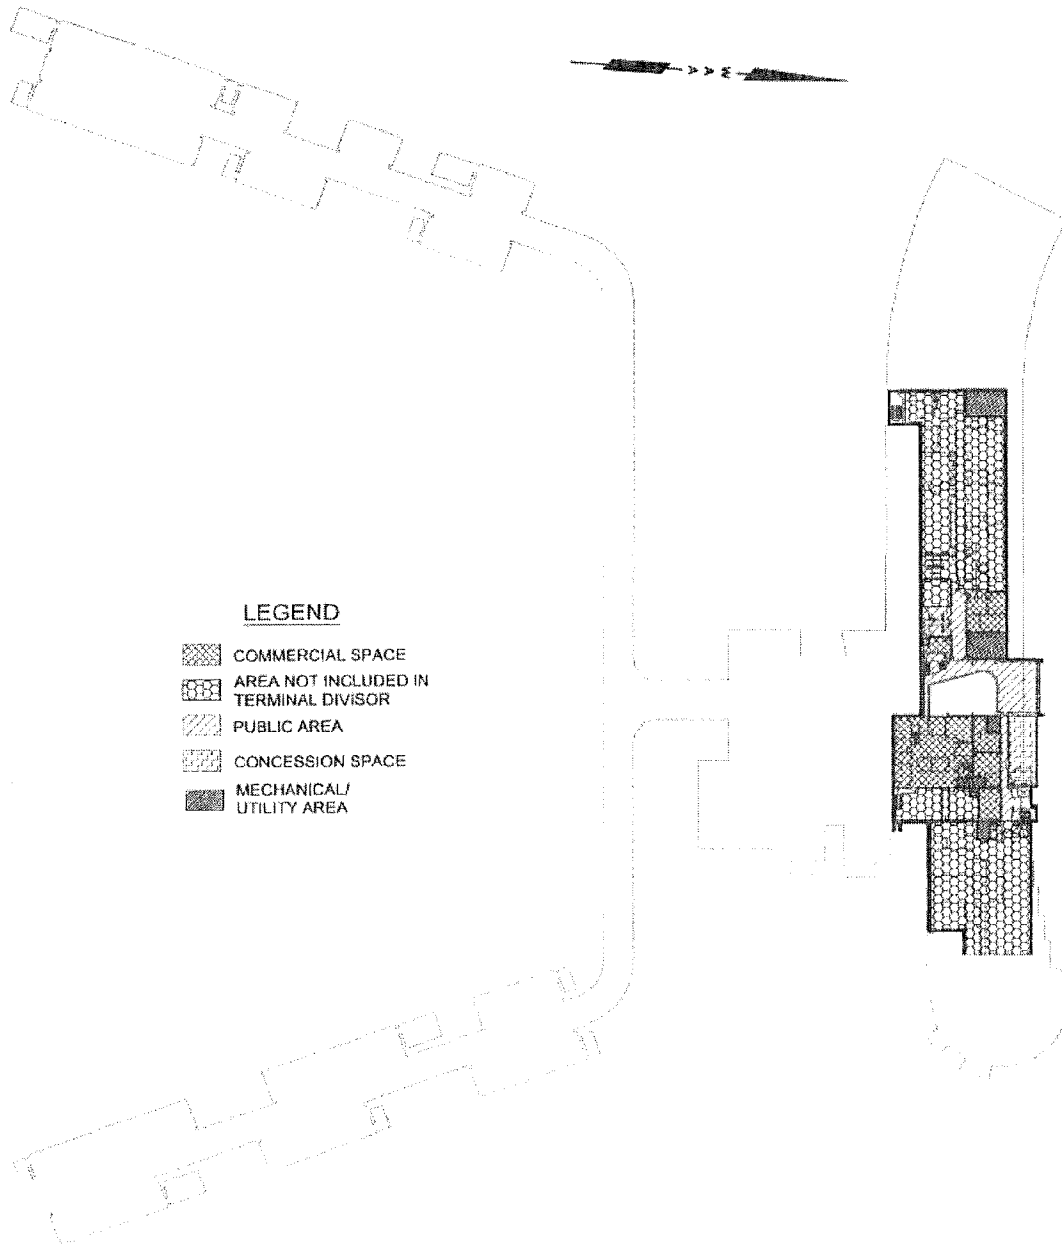 LEGEND
COMMERCIAL SPACE
AREA NOT INCLUDED IN
TERMINAL DIVISOR
PUBLIC AREA
CONCESSION SPACE
MECHANICAL/
UTILITY AREA